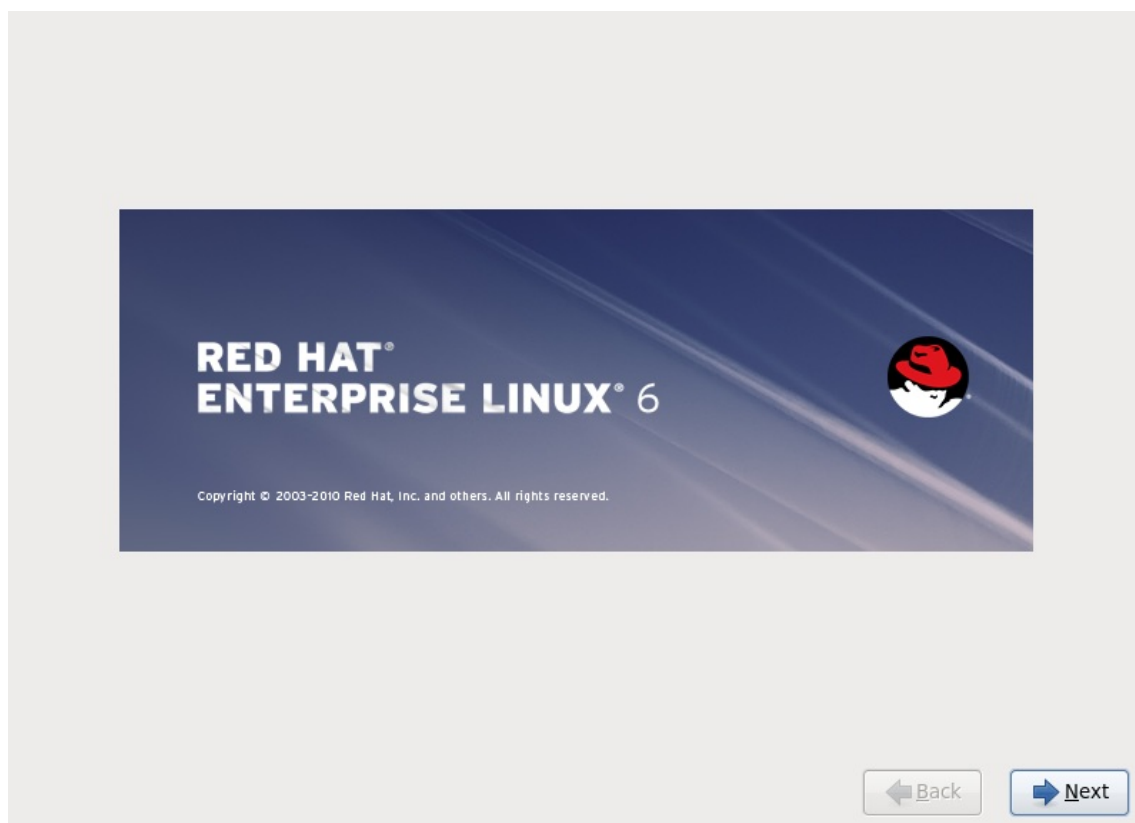 RED HAT®
ENTERPRISE LINUX® 6
Copyright © 2003-2010 Red Hat, Inc. and others. All rights reserved.
Back
Next